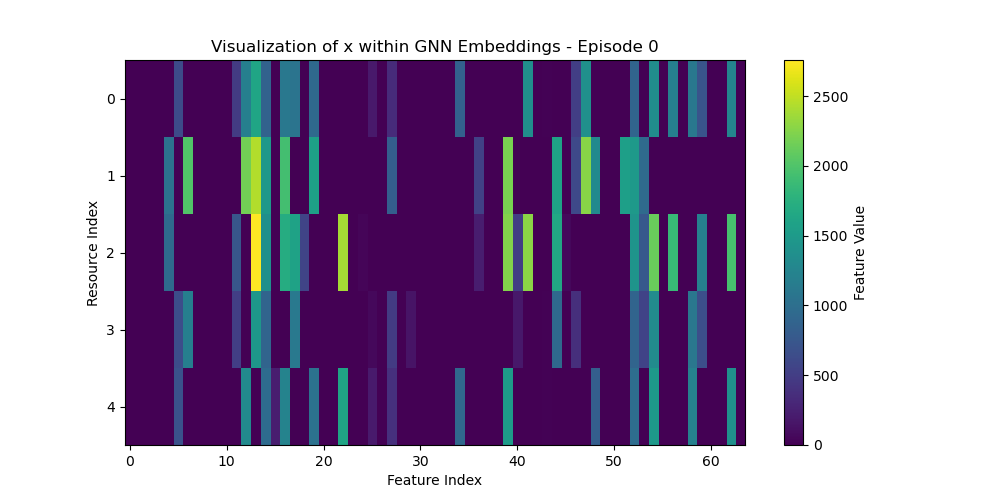 Visualization of x within GNN Embeddings - Episode 0
Resource Index
0
1
2
3
4
0 10 20 30 40 50 60
Feature Index
2500
2000
1500
1000
500
0
Feature Value